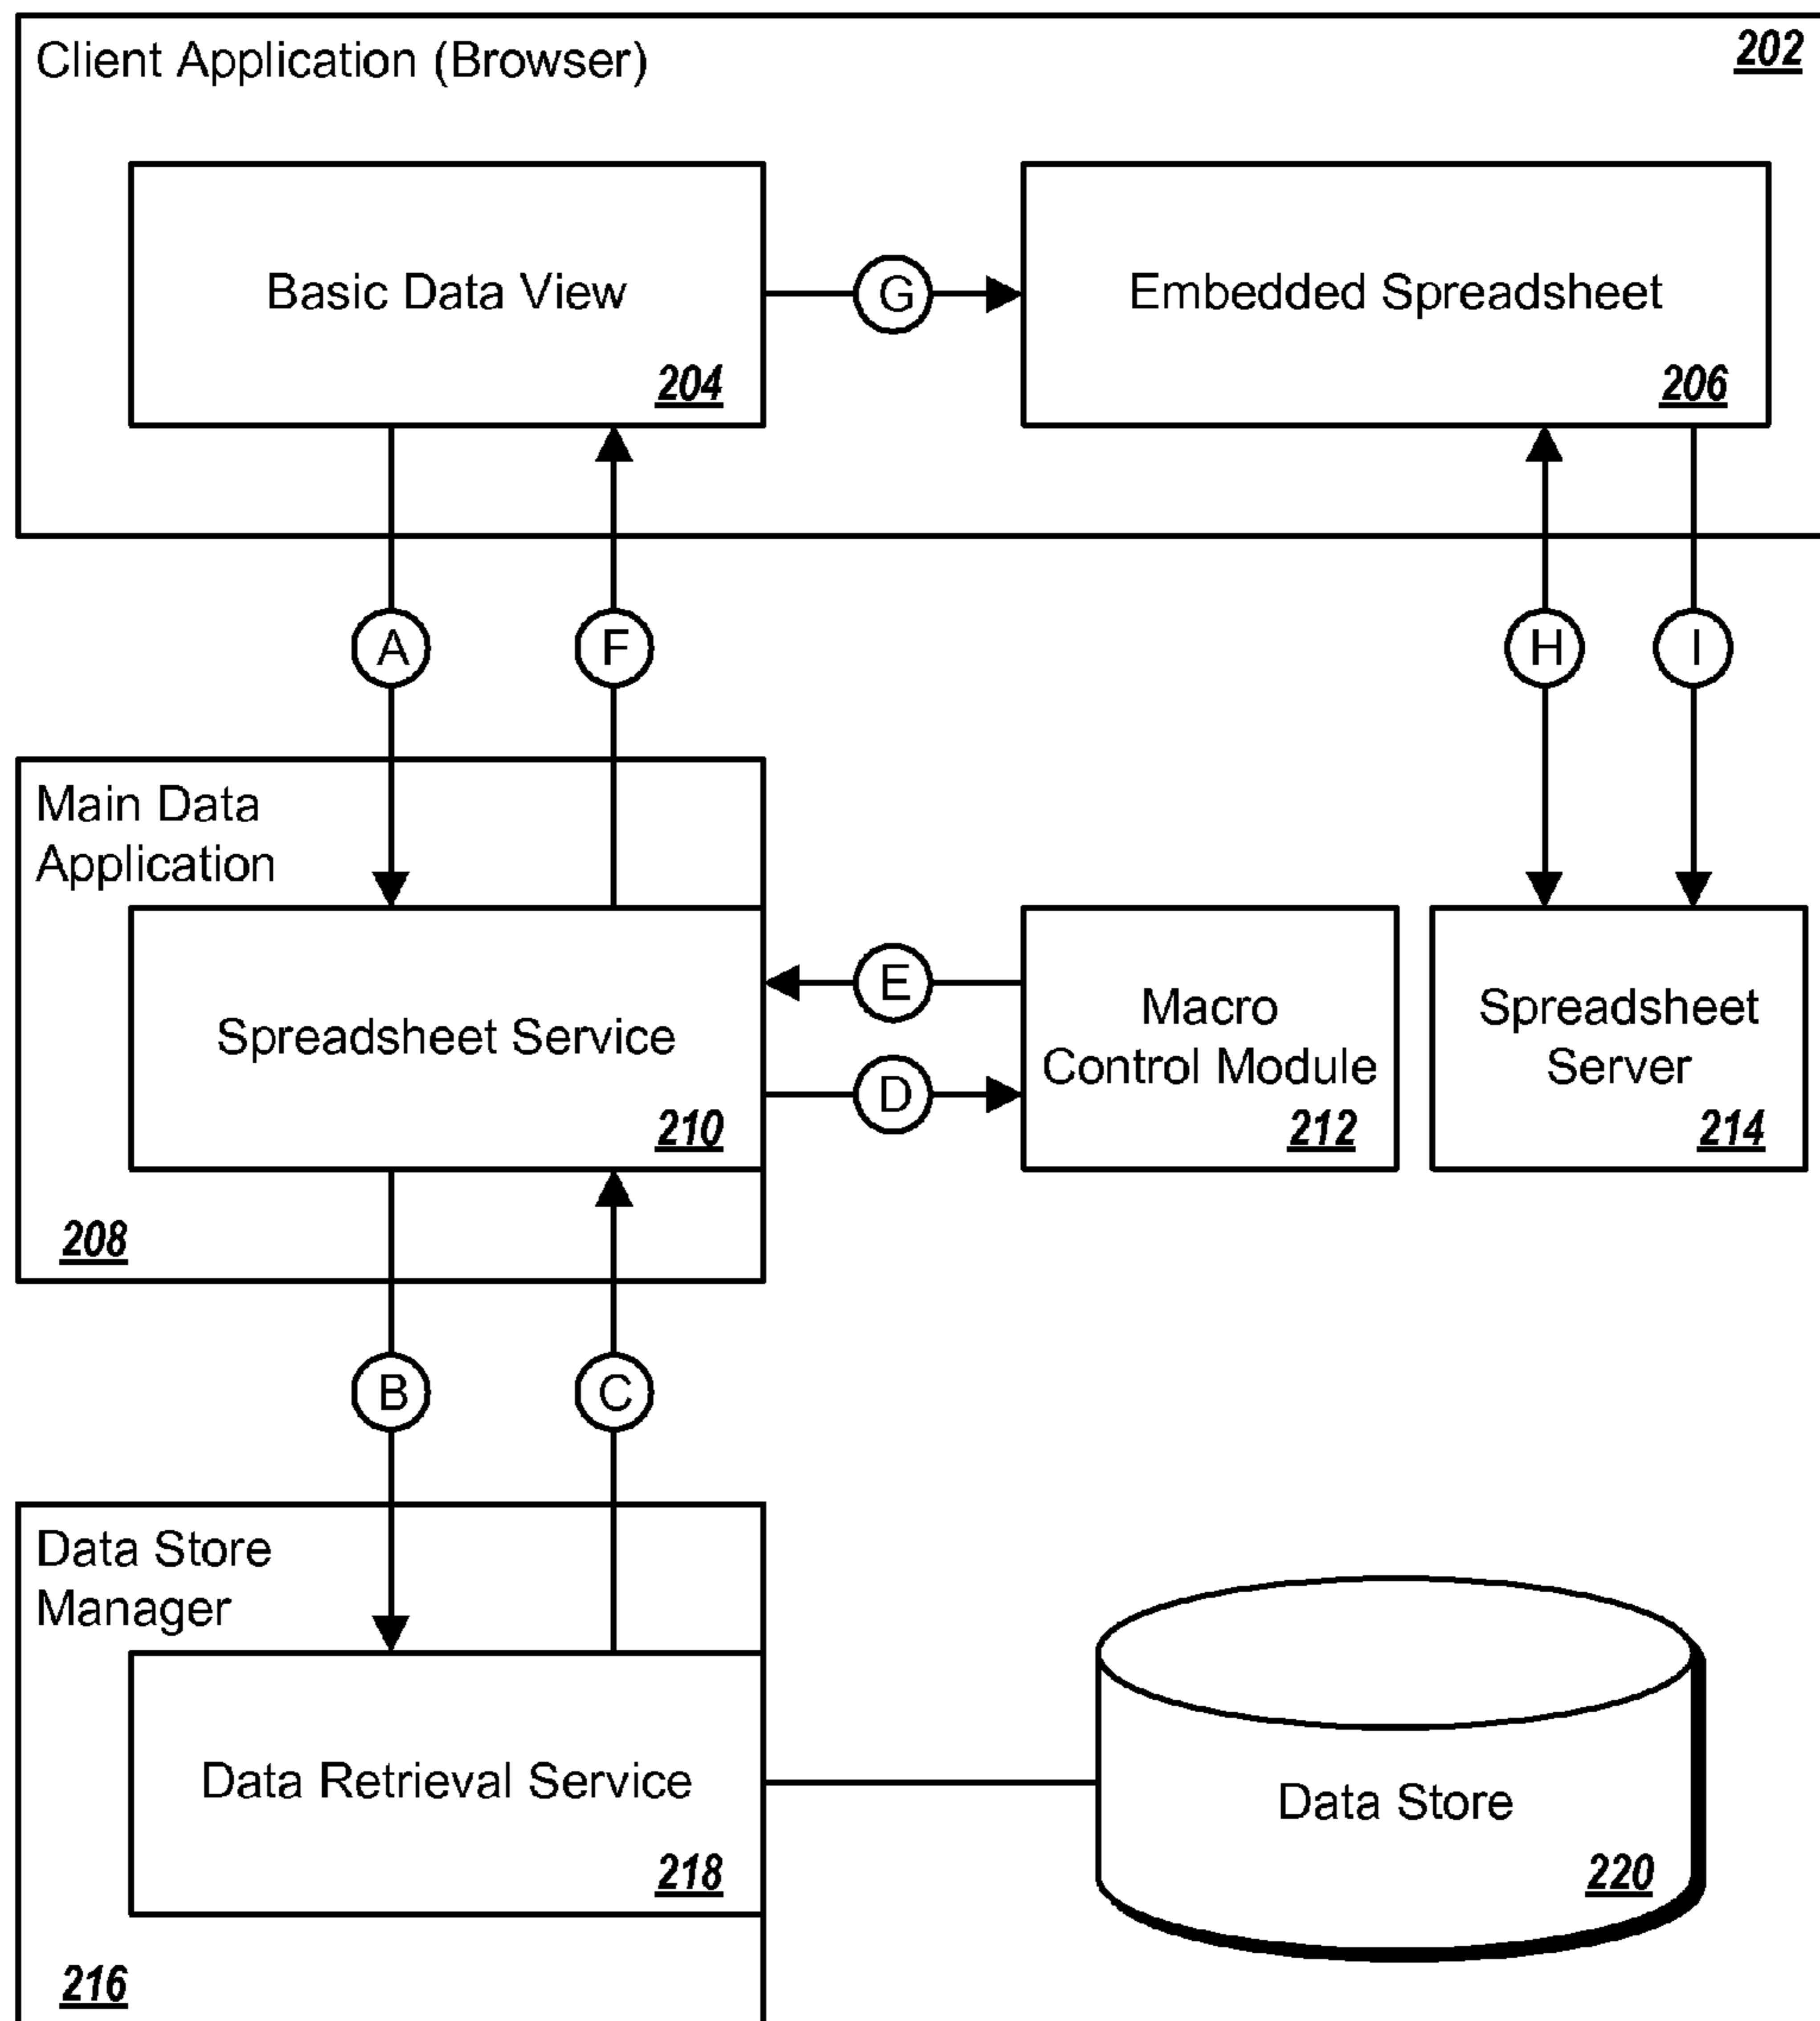 Client Application (Browser)
202
Basic Data View
204
G
Embedded Spreadsheet
206
A
F
H
I
Main Data
Application
Spreadsheet Service
210
208
E
D
Macro
Control Module
212
Spreadsheet
Server
214
B
C
Data Store
Manager
Data Retrieval Service
218
216
Data Store
220